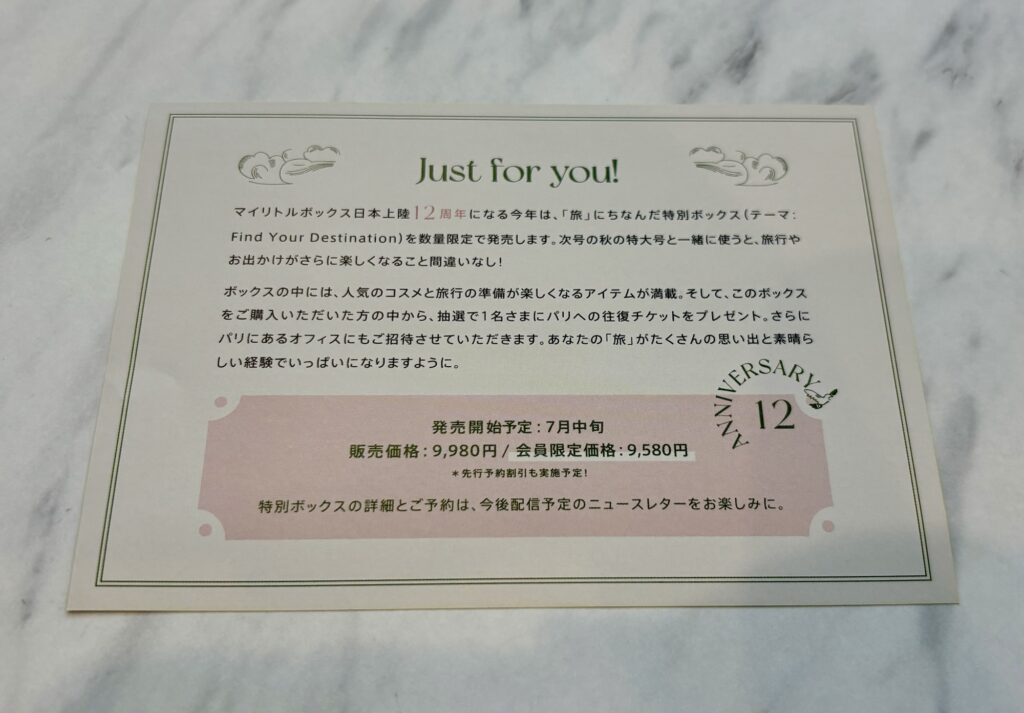 Just for you!
マイリトルボックス日本上陸12周年になる今年は、「旅」にちなんだ特別ボックス(テーマ:
Find Your Destination)を数量限定で発売します。次号の秋の特大号と一緒に使うと、旅行や
お出かけがさらに楽しくなること間違いなし!
ボックスの中には、人気のコスメと旅行の準備が楽しくなるアイテムが満載。そして、このボックス
をご購入いただいた方の中から、抽選で1名さまにパリへの往復チケットをプレゼント。さらに
パリにあるオフィスにもご招待させていただきます。あなたの「旅」がたくさんの思い出と素晴ら
しい経験でいっぱいになりますように。
ANNIVERSARY
12
発売開始予定:7月中旬
販売価格:9,980円 / 会員限定価格:9,580円
*先行予約割引も実施予定!
特別ボックスの詳細とご予約は、今後配信予定のニュースレターをお楽しみに。